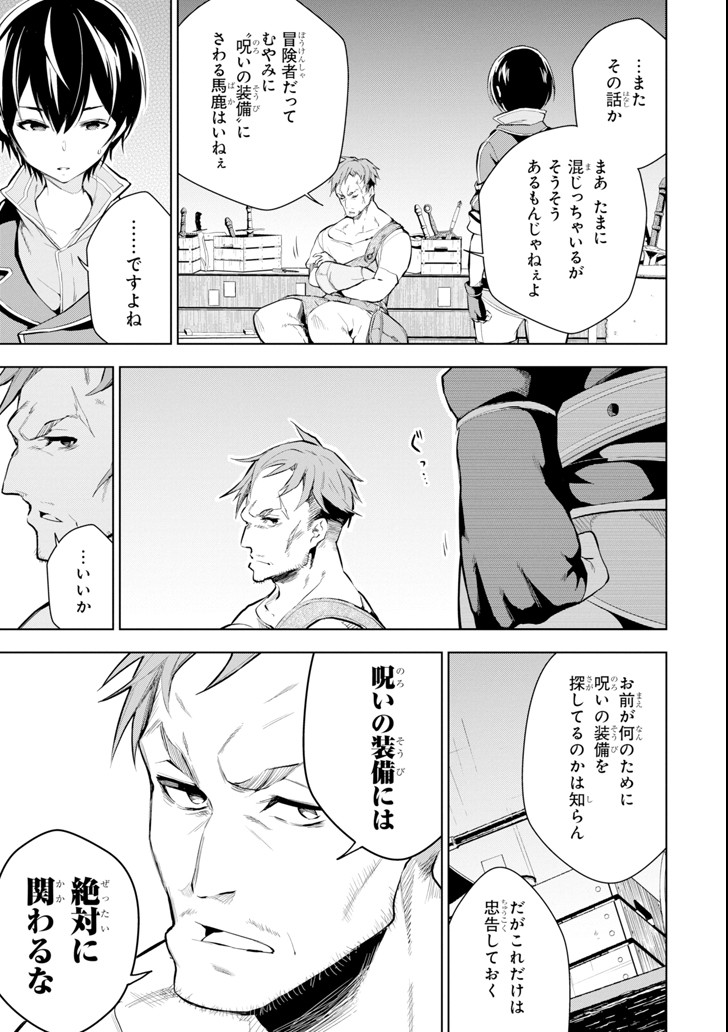 …また
その話か
まあ たまに
混じっちゃいるが
そうそう
あるもんじゃねぇよ
冒険者だって
むやみに
〝呪いの装備〟に
さわる馬鹿はいねぇ
……ですよね
ぐっ…
…いいか
お前が何のために
呪いの装備を
探してるのかは知らん
だがこれだけは
忠告しておく
呪いの装備には
絶対に
関わるな